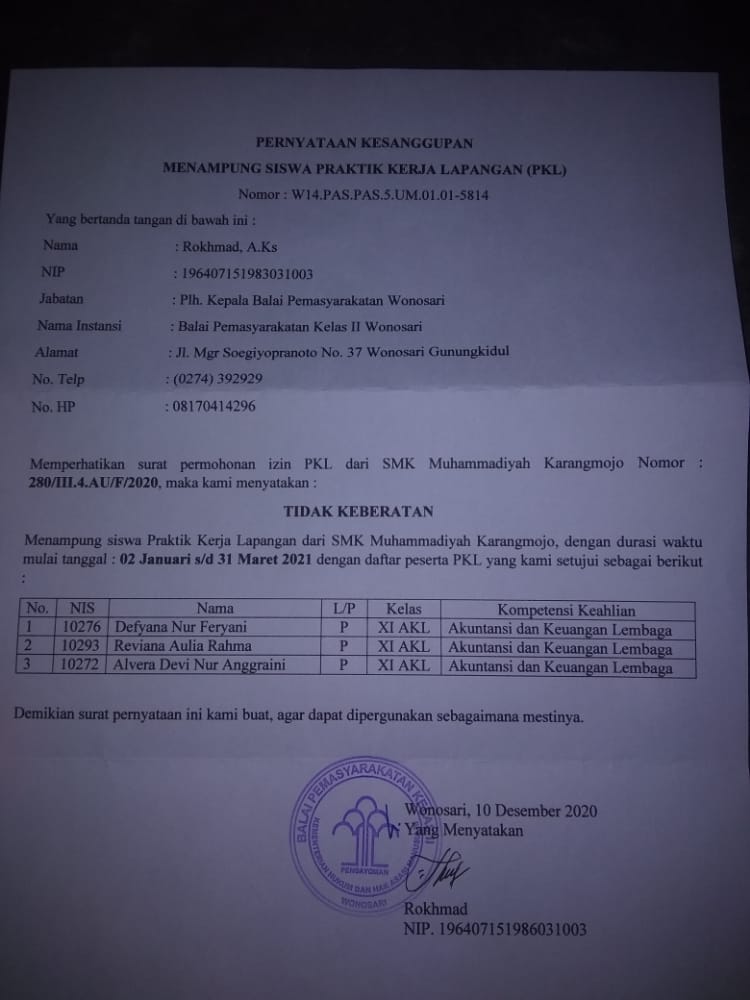 PERNYATAAN KESANGGUPAN
MENAMPUNG SISWA PRAKTIK KERJA LAPANGAN (PKL)
Nomor : W14.PAS.PAS.5.UM.01.01-5814
Yang bertanda tangan di bawah ini :
Nama : Rokhmad, A.Ks
NIP : 196407151983031003
Jabatan : Plh. Kepala Balai Pemasyarakatan Wonosari
Nama Instansi : Balai Pemasyarakatan Kelas II Wonosari
Alamat : Jl. Mgr Soegiyopranoto No. 37 Wonosari Gunungkidul
No. Telp : (0274) 392929
No. HP : 08170414296
Memperhatikan surat permohonan izin PKL dari SMK Muhammadiyah Karangmojo Nomor :
280/III.4.AU/F/2020, maka kami menyatakan :
TIDAK KEBERATAN
Menampung siswa Praktik Kerja Lapangan dari SMK Muhammadiyah Karangmojo, dengan durasi waktu
mulai tanggal : 02 Januari s/d 31 Maret 2021 dengan daftar peserta PKL yang kami setujui sebagai berikut
:
No. NIS Nama L/P Kelas Kompetensi Keahlian
1 10276 Defyana Nur Feryani P XI AKL Akuntansi dan Keuangan Lembaga
2 10293 Reviana Aulia Rahma P XI AKL Akuntansi dan Keuangan Lembaga
3 10272 Alvera Devi Nur Anggraini P XI AKL Akuntansi dan Keuangan Lembaga
Demikian surat pernyataan ini kami buat, agar dapat dipergunakan sebagaimana mestinya.
Wonosari, 10 Desember 2020
Yang Menyatakan
BALAI PEMASYARAKATAN
KEMENTERIAN HUKUM DAN HAK ASASI
PENGAYOMAN
WONOSARI
Rokhmad
NIP. 196407151986031003